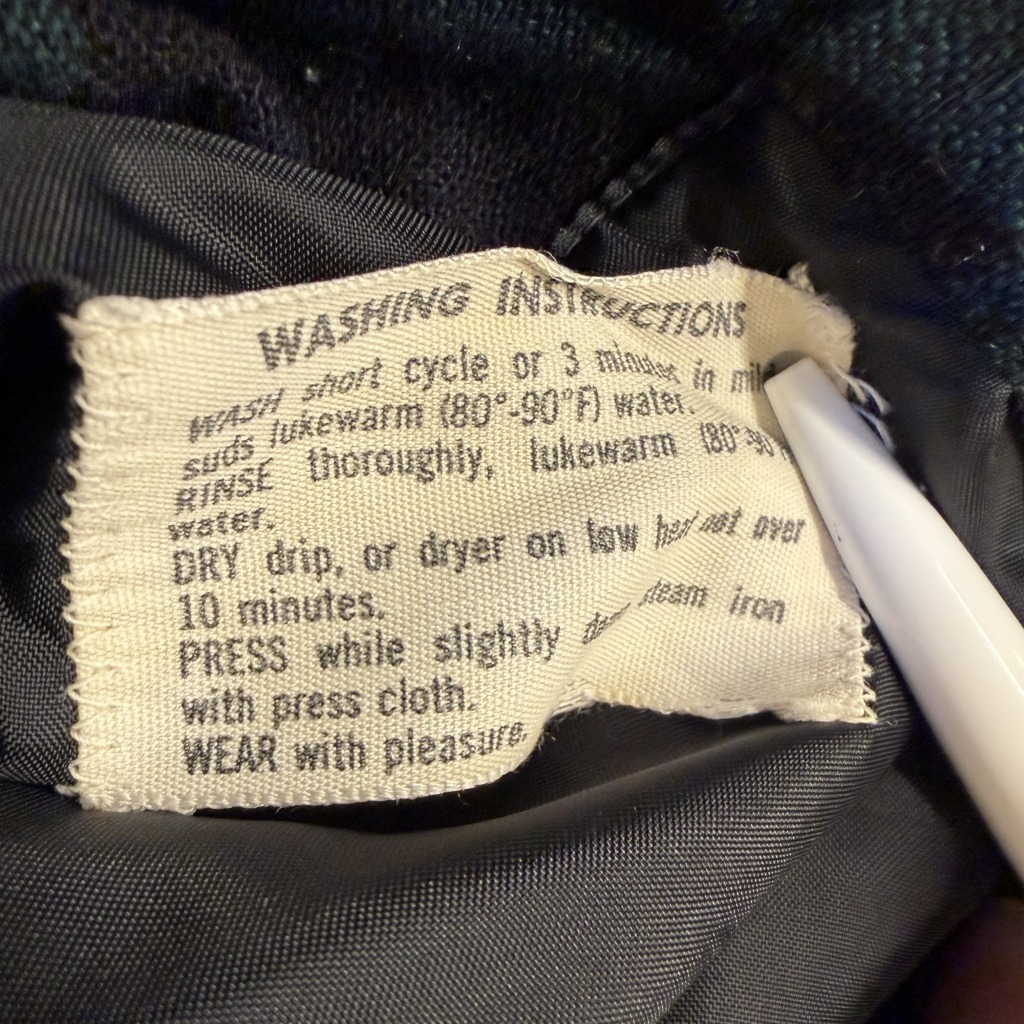 WASHING INSTRUCTIONS
WASH short cycle or 3 minutes in
suds lukewarm (80°-90°F) water.
RINSE thoroughly, lukewarm (80°-90°
water.
DRY drip, or dryer on low heat not over
10 minutes.
PRESS while slightly steam iron
with press cloth.
WEAR with pleasure.